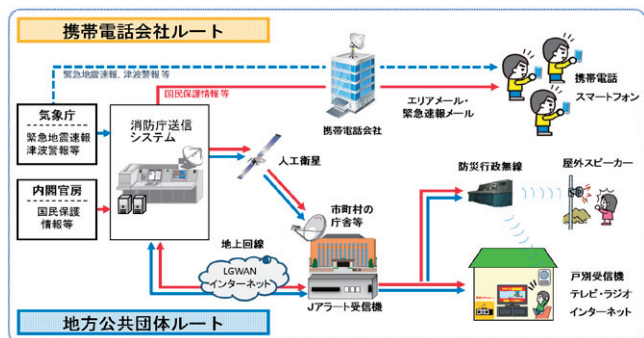 携帯電話会社ルート
緊急地震速報、津波警報等
国民保護情報等
携帯電話会社
エリアメール・
緊急速報メール
携帯電話
スマートフォン
気象庁
緊急地震速報
津波警報等
消防庁送信
システム
内閣官房
国民保護
情報等
人工衛星
市町村の
庁舎等
防災行政無線
屋外スピーカー
地上回線
LGWAN
インターネット
Jアラート受信機
戸別受信機
テレビ・ラジオ
インターネット
地方公共団体ルート